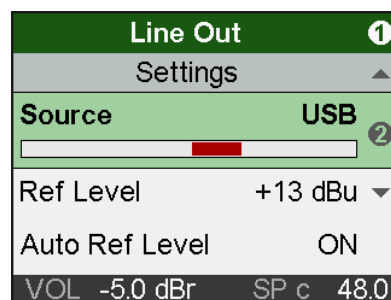 Line Out 1
Settings
Source USB 2
Ref Level +13 dBu
Auto Ref Level ON
VOL -5.0 dBr SP c 48.0